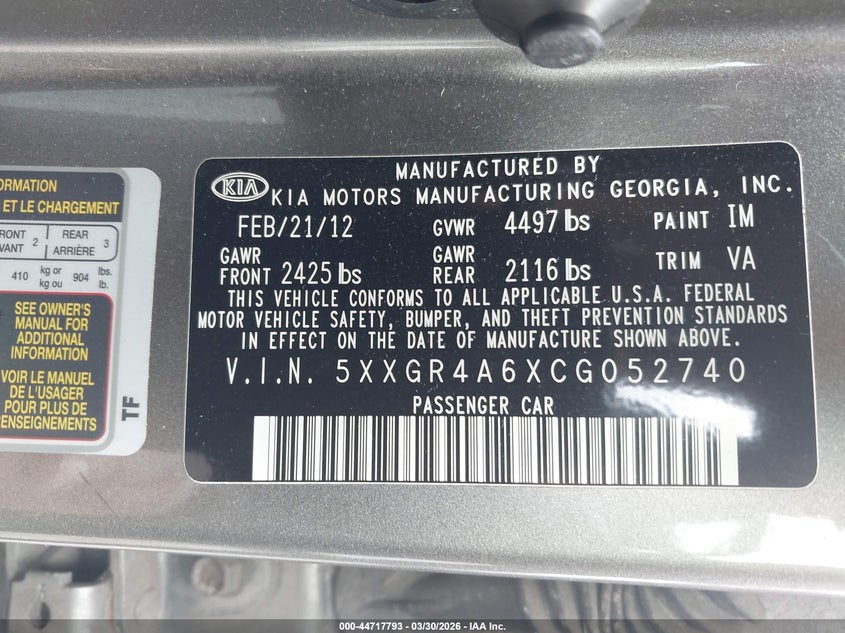 ORMATION
ET LE CHARGEMENT
RONT
VANT 2 REAR
ARRIÈRE 3
410 kg or
kg ou 904 lbs.
lb.
SEE OWNER'S
MANUAL FOR
ADDITIONAL
INFORMATION
VOIR LE MANUEL
DE L'USAGER
POUR PLUS DE
RENSEIGNEMENTS
TF
MANUFACTURED BY
KIA KIA MOTORS MANUFACTURING GEORGIA, INC.
FEB/21/12 GVWR 4497 lbs PAINT IM
GAWR
FRONT 2425 lbs GAWR
REAR 2116 lbs TRIM VA
THIS VEHICLE CONFORMS TO ALL APPLICABLE U.S.A. FEDERAL
MOTOR VEHICLE SAFETY, BUMPER, AND THEFT PREVENTION STANDARDS
IN EFFECT ON THE DATE OF MANUFACTURE SHOWN ABOVE.
V.I.N. 5XXGR4A6XCG052740
PASSENGER CAR
000-44717793 - 03/30/2026 - IAA Inc.